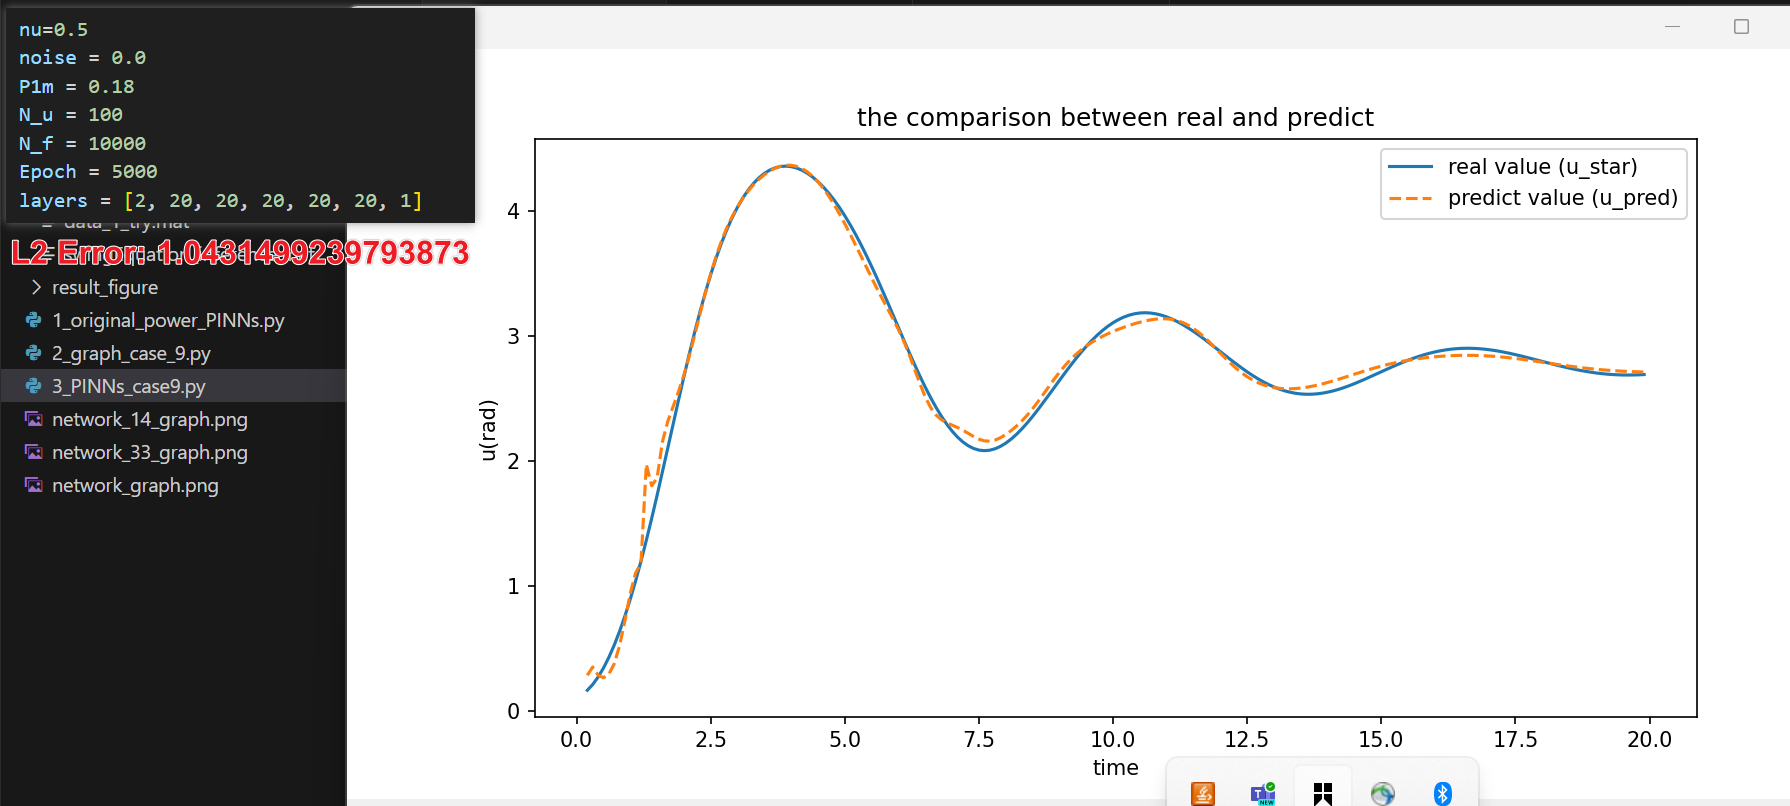 nu=0.5
noise = 0.0
P1m = 0.18
N_u = 100
N_f = 10000
Epoch = 5000
layers = [2, 20, 20, 20, 20, 20, 1]
data_1_try.mat
L2 Error: 1.0431499239793873
result_figure
1_original_power_PINNs.py
2_graph_case_9.py
3_PINNs_case9.py
network_14_graph.png
network_33_graph.png
network_graph.png
the comparison between real and predict
real value (u_star)
predict value (u_pred)
u(rad)
4
3
2
1
0
0.0 2.5 5.0 7.5 10.0 12.5 15.0 17.5 20.0
time
NEW